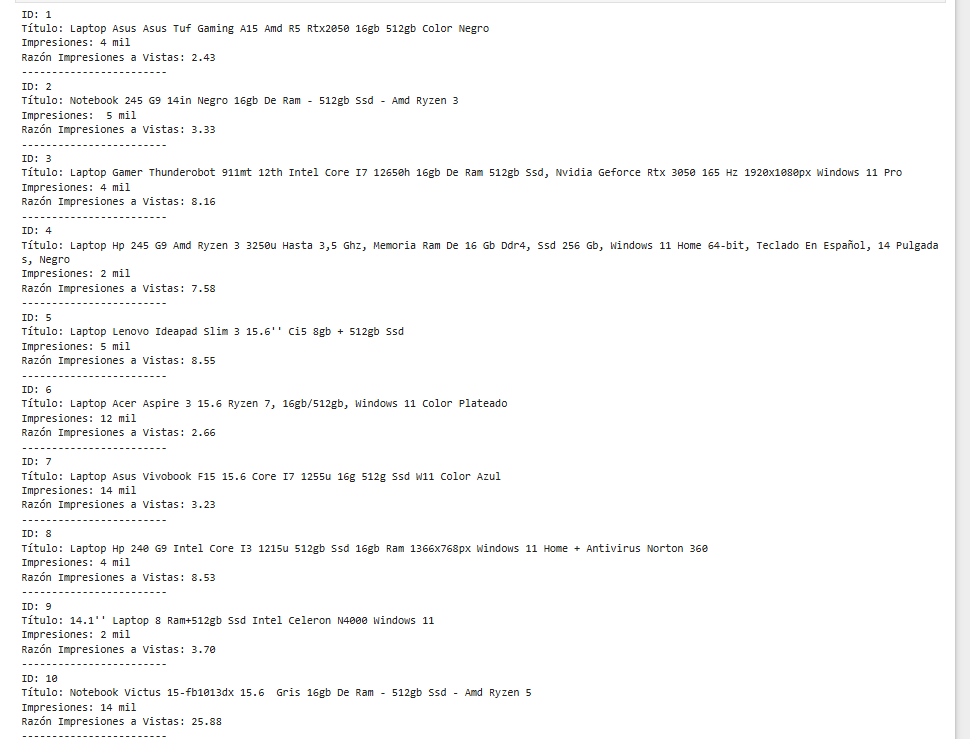 ID: 1
Título: Laptop Asus Asus Tuf Gaming A15 Amd R5 Rtx2050 16gb 512gb Color Negro
Impresiones: 4 mil
Razón Impresiones a Vistas: 2.43
------------------------
ID: 2
Título: Notebook 245 G9 14in Negro 16gb De Ram - 512gb Ssd - Amd Ryzen 3
Impresiones:  5 mil
Razón Impresiones a Vistas: 3.33
------------------------
ID: 3
Título: Laptop Gamer Thunderobot 911mt 12th Intel Core I7 12650h 16gb De Ram 512gb Ssd, Nvidia Geforce Rtx 3050 165 Hz 1920x1080px Windows 11 Pro
Impresiones: 4 mil
Razón Impresiones a Vistas: 8.16
------------------------
ID: 4
Título: Laptop Hp 245 G9 Amd Ryzen 3 3250u Hasta 3,5 Ghz, Memoria Ram De 16 Gb Ddr4, Ssd 256 Gb, Windows 11 Home 64-bit, Teclado En Español, 14 Pulgada
s, Negro
Impresiones: 2 mil
Razón Impresiones a Vistas: 7.58
------------------------
ID: 5
Título: Laptop Lenovo Ideapad Slim 3 15.6'' Ci5 8gb + 512gb Ssd
Impresiones: 5 mil
Razón Impresiones a Vistas: 8.55
------------------------
ID: 6
Título: Laptop Acer Aspire 3 15.6 Ryzen 7, 16gb/512gb, Windows 11 Color Plateado
Impresiones: 12 mil
Razón Impresiones a Vistas: 2.66
------------------------
ID: 7
Título: Laptop Asus Vivobook F15 15.6 Core I7 1255u 16g 512g Ssd W11 Color Azul
Impresiones: 14 mil
Razón Impresiones a Vistas: 3.23
------------------------
ID: 8
Título: Laptop Hp 240 G9 Intel Core I3 1215u 512gb Ssd 16gb Ram 1366x768px Windows 11 Home + Antivirus Norton 360
Impresiones: 4 mil
Razón Impresiones a Vistas: 8.53
------------------------
ID: 9
Título: 14.1'' Laptop 8 Ram+512gb Ssd Intel Celeron N4000 Windows 11
Impresiones: 2 mil
Razón Impresiones a Vistas: 3.70
------------------------
ID: 10
Título: Notebook Victus 15-fb1013dx 15.6  Gris 16gb De Ram - 512gb Ssd - Amd Ryzen 5
Impresiones: 14 mil
Razón Impresiones a Vistas: 25.88
------------------------